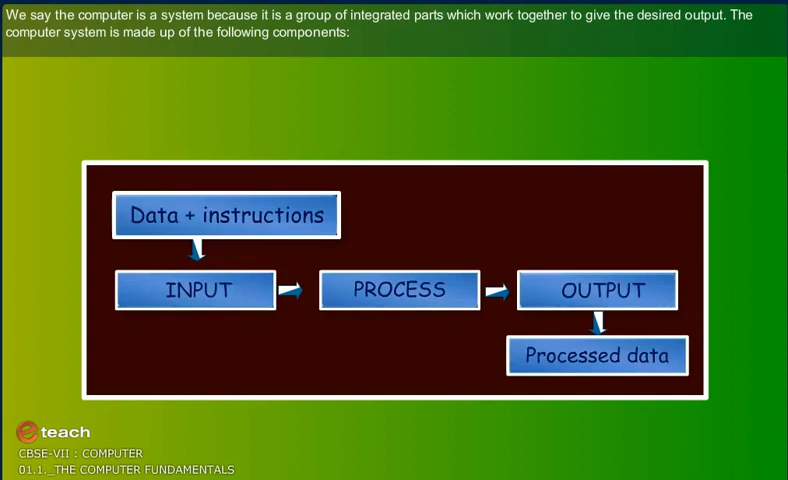 We say the computer is a system because it is a group of integrated parts which work together to give the desired output. The
computer system is made up of the following components:
Data + instructions
INPUT
PROCESS
OUTPUT
Processed data
e teach
CBSE-VII : COMPUTER
01.1._THE COMPUTER FUNDAMENTALS